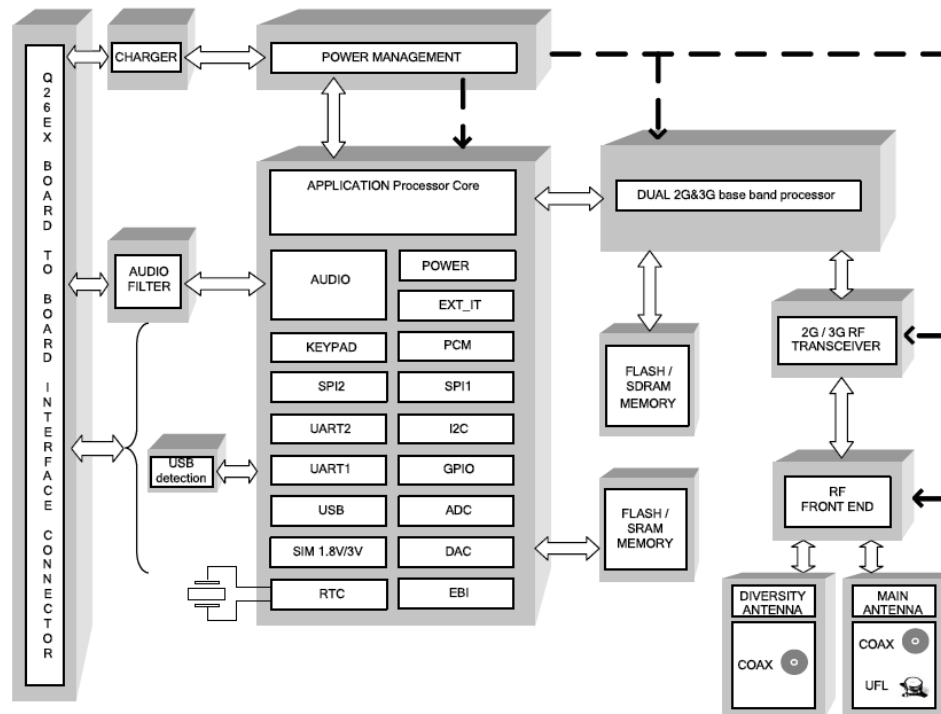 Q26EX BOARD TO BOARD INTERFACE CONNECTOR
CHARGER
POWER MANAGEMENT
APPLICATION Processor Core
DUAL 2G&3G base band processor
AUDIO
FILTER
AUDIO
POWER
EXT_IT
KEYPAD
PCM
SPI2
SPI1
UART2
I2C
UART1
GPIO
USB
ADC
SIM 1.8V/3V
DAC
RTC
EBI
USB
detection
FLASH /
SDRAM
MEMORY
FLASH /
SRAM
MEMORY
2G / 3G RF
TRANSCEIVER
RF
FRONT END
DIVERSITY
ANTENNA
COAX
MAIN
ANTENNA
COAX
UFL